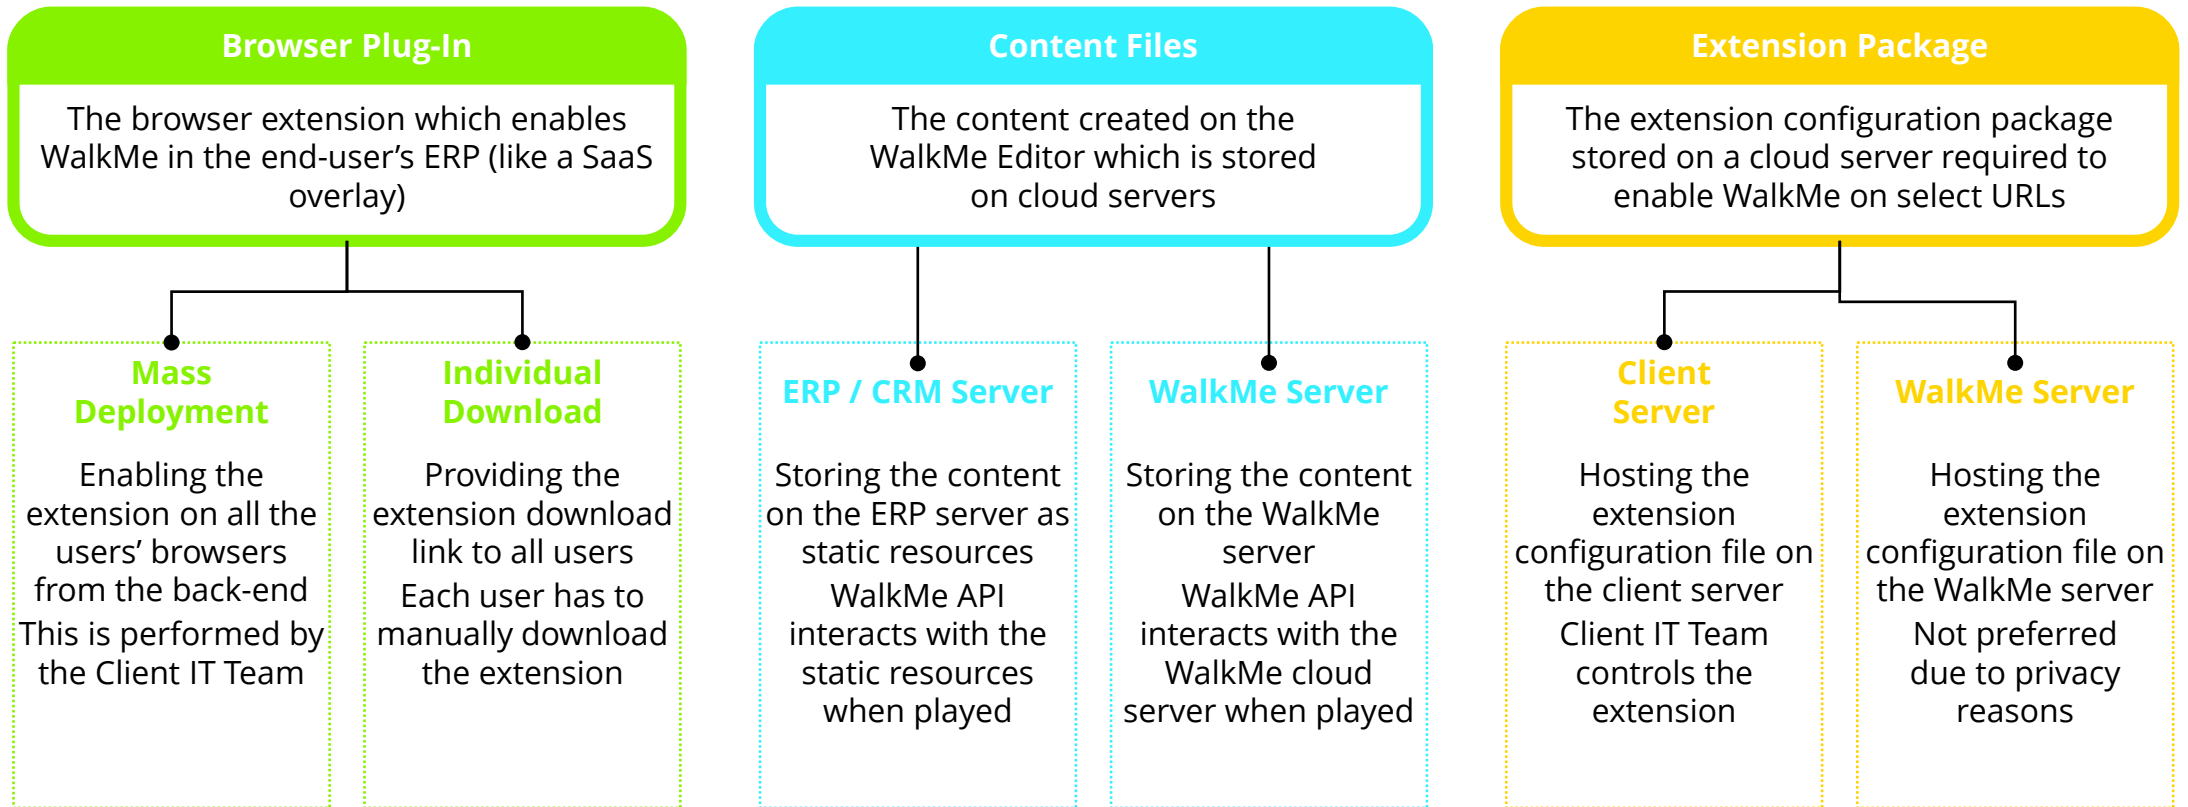 Browser Plug-In
The browser extension which enables
WalkMe in the end-user’s ERP (like a SaaS
overlay)
Mass
Deployment
Enabling the
extension on all the
users’ browsers
from the back-end
This is performed by
the Client IT Team
Individual
Download
Providing the
extension download
link to all users
Each user has to
manually download
the extension
Content Files
The content created on the
WalkMe Editor which is stored
on cloud servers
ERP / CRM Server
Storing the content
on the ERP server as
static resources
WalkMe API
interacts with the
static resources
when played
WalkMe Server
Storing the content
on the WalkMe
server
WalkMe API
interacts with the
WalkMe cloud
server when played
Extension Package
The extension configuration package
stored on a cloud server required to
enable WalkMe on select URLs
Client
Server
Hosting the
extension
configuration file on
the client server
Client IT Team
controls the
extension
WalkMe Server
Hosting the
extension
configuration file on
the WalkMe server
Not preferred
due to privacy
reasons